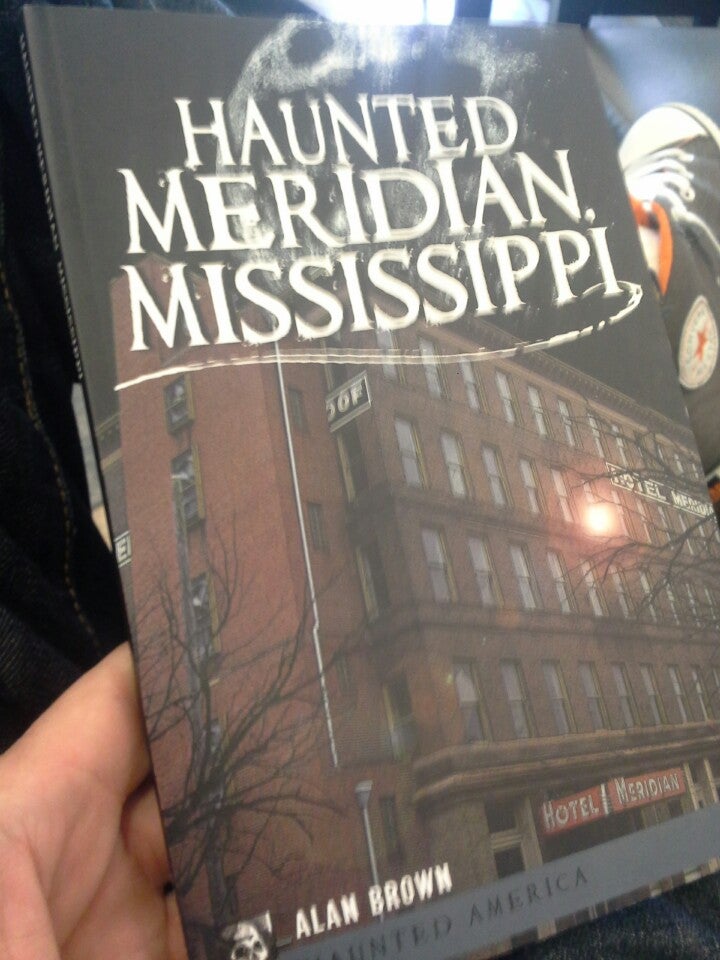 HAUNTED
MERIDIAN,
MISSISSIPPI
OOF
HOTEL MERIDIAN
HOTEL MERIDIAN
ALAN BROWN
HAUNTED AMERICA